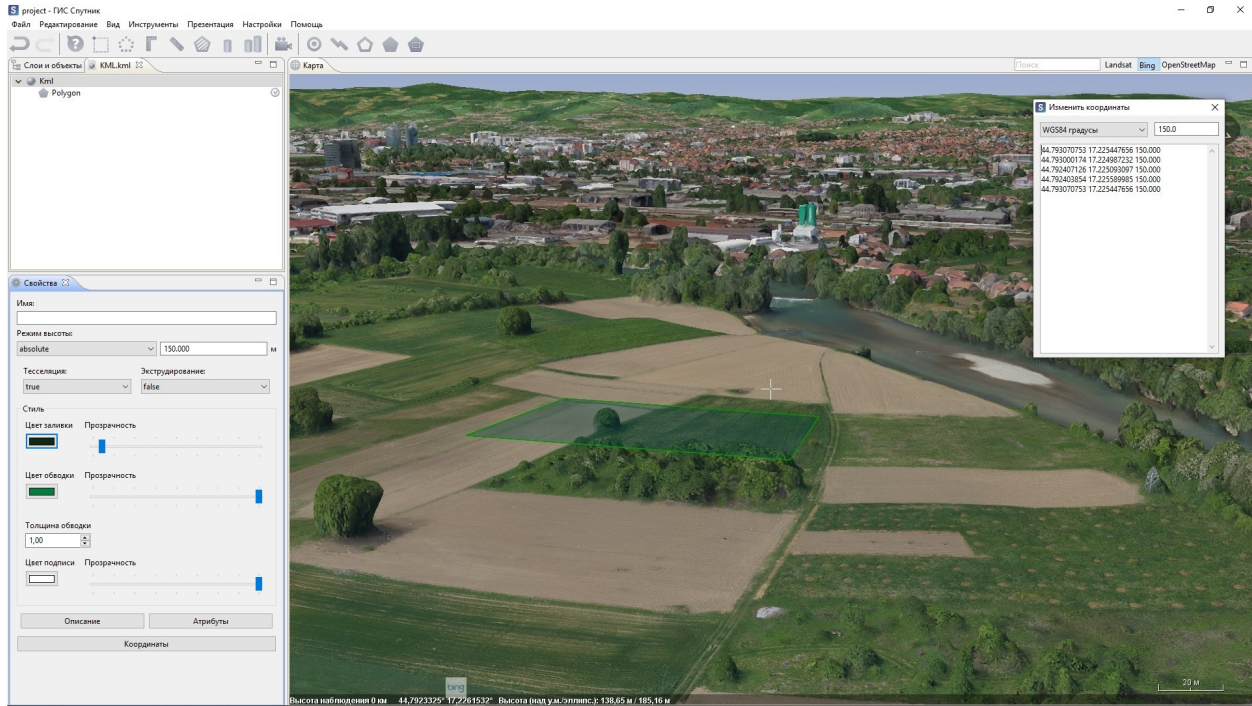 S project - ГИС Спутник
Файл Редактирование Вид Инструменты Презентация Настройки Помощь
Слои и объекты KML.kml
Kml
Polygon
Карта
Поиск Landsat Bing OpenStreetMap
Изменить координаты
WGS84 градусы 150.0
44.793070753 17.225447656 150.000
44.793000174 17.224987232 150.000
44.792407126 17.225093097 150.000
44.792403854 17.225589985 150.000
44.793070753 17.225447656 150.000
Свойства
Имя:
Режим высоты:
absolute 150.000 м
Тесселяция: Экструдирование:
true false
Стиль
Цвет заливки Прозрачность
Цвет обводки Прозрачность
Толщина обводки
1,00
Цвет подписи Прозрачность
Описание Атрибуты
Координаты
bing
20 м
Высота наблюдения 0 км 44,7923325° 17,2261532° Высота (над у.м./эллипс.): 138,65 м / 185,16 м